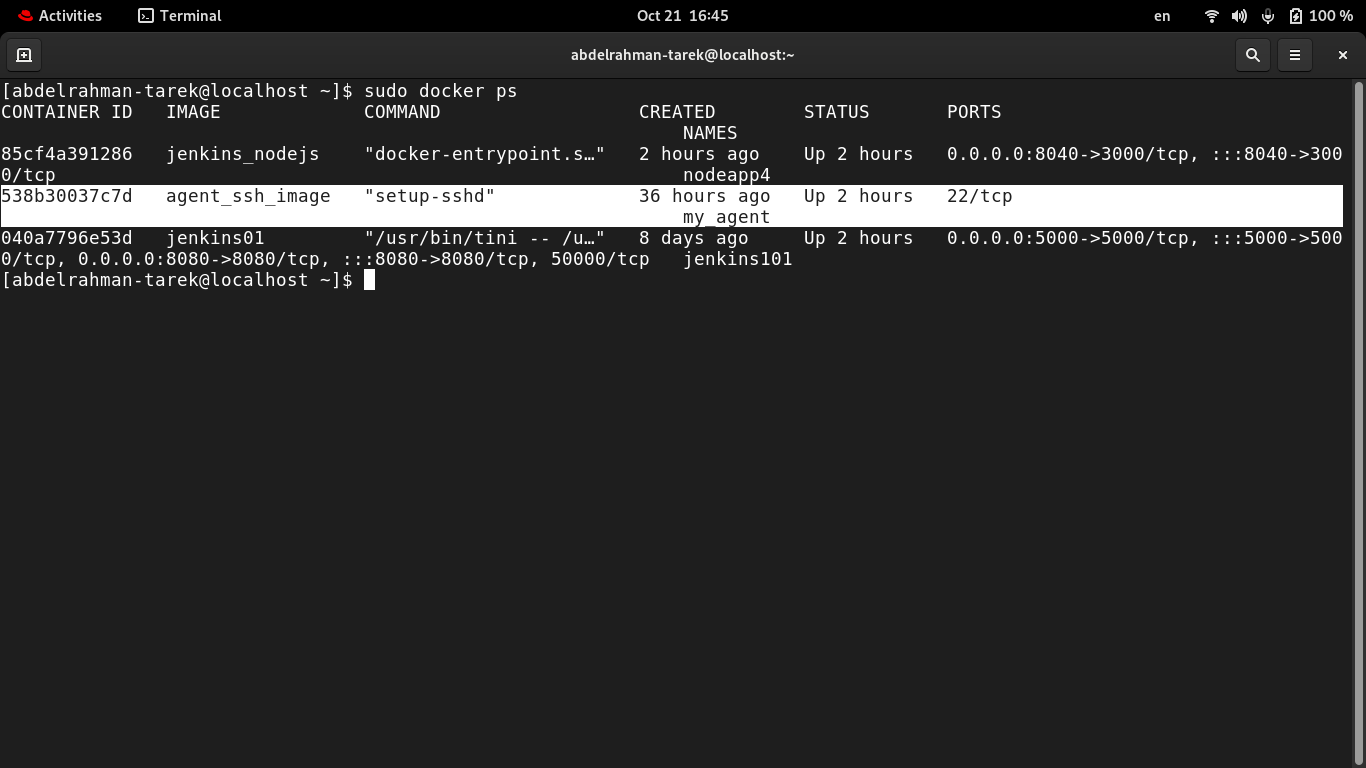 Activities Terminal Oct 21 16:45 en 100 %
abdelrahman-tarek@localhost:~
[abdelrahman-tarek@localhost ~]$ sudo docker ps
CONTAINER ID   IMAGE             COMMAND                  CREATED        STATUS       PORTS
                                                              NAMES
85cf4a391286   jenkins_nodejs    "docker-entrypoint.s…"   2 hours ago    Up 2 hours   0.0.0.0:8040->3000/tcp, :::8040->300
0/tcp                                                         nodeapp4
538b30037c7d   agent_ssh_image   "setup-sshd"             36 hours ago   Up 2 hours   22/tcp
                                                              my_agent
040a7796e53d   jenkins01         "/usr/bin/tini -- /u…"   8 days ago     Up 2 hours   0.0.0.0:5000->5000/tcp, :::5000->500
0/tcp, 0.0.0.0:8080->8080/tcp, :::8080->8080/tcp, 50000/tcp   jenkins101
[abdelrahman-tarek@localhost ~]$